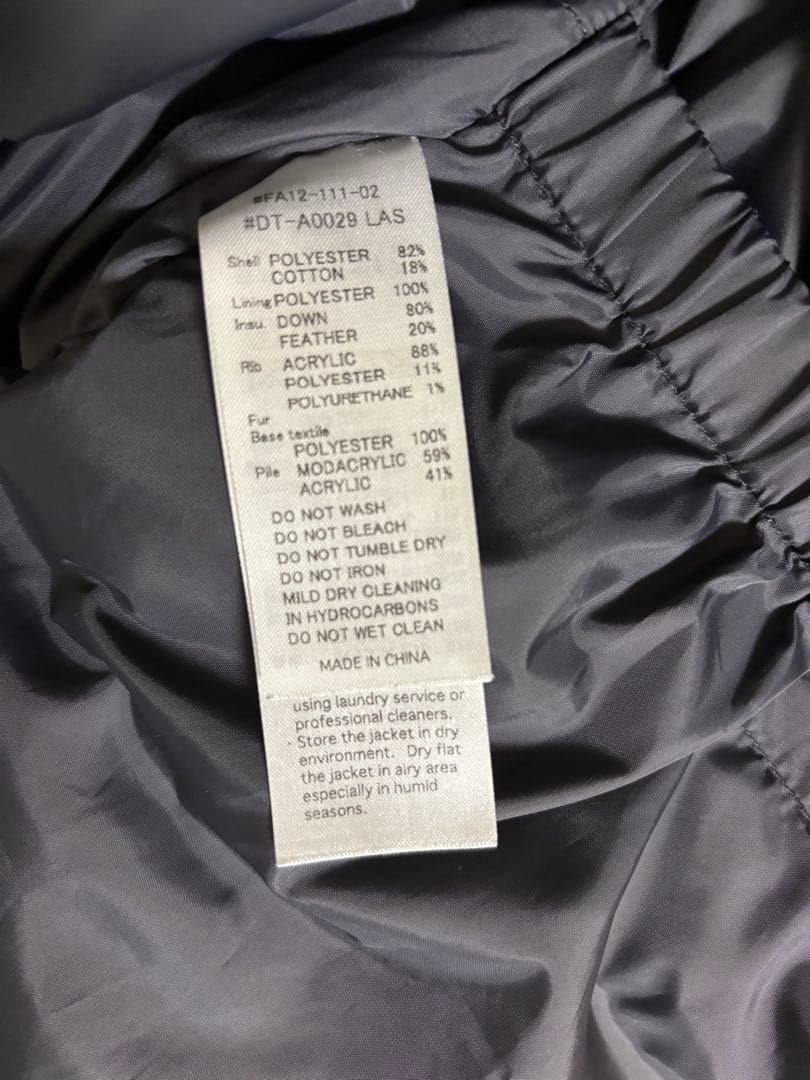 #FA12-111-02
#DT-A0029 LAS
Shell POLYESTER 82%
COTTON 18%
Lining POLYESTER 100%
Insu. DOWN 80%
FEATHER 20%
Rib ACRYLIC 88%
POLYESTER 11%
POLYURETHANE 1%
Fur
Base textile
POLYESTER 100%
Pile MODACRYLIC 59%
ACRYLIC 41%
DO NOT WASH
DO NOT BLEACH
DO NOT TUMBLE DRY
DO NOT IRON
MILD DRY CLEANING
IN HYDROCARBONS
DO NOT WET CLEAN
MADE IN CHINA
using laundry service or
professional cleaners.
· Store the jacket in dry
environment. Dry flat
the jacket in airy area
especially in humid
seasons.